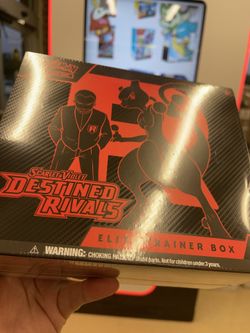 SCARLET & VIOLET
DESTINED RIVALS
R
ELITE TRAINER BOX
WARNING: CHOKING HAZARD
parts. Not for children under 3 years.